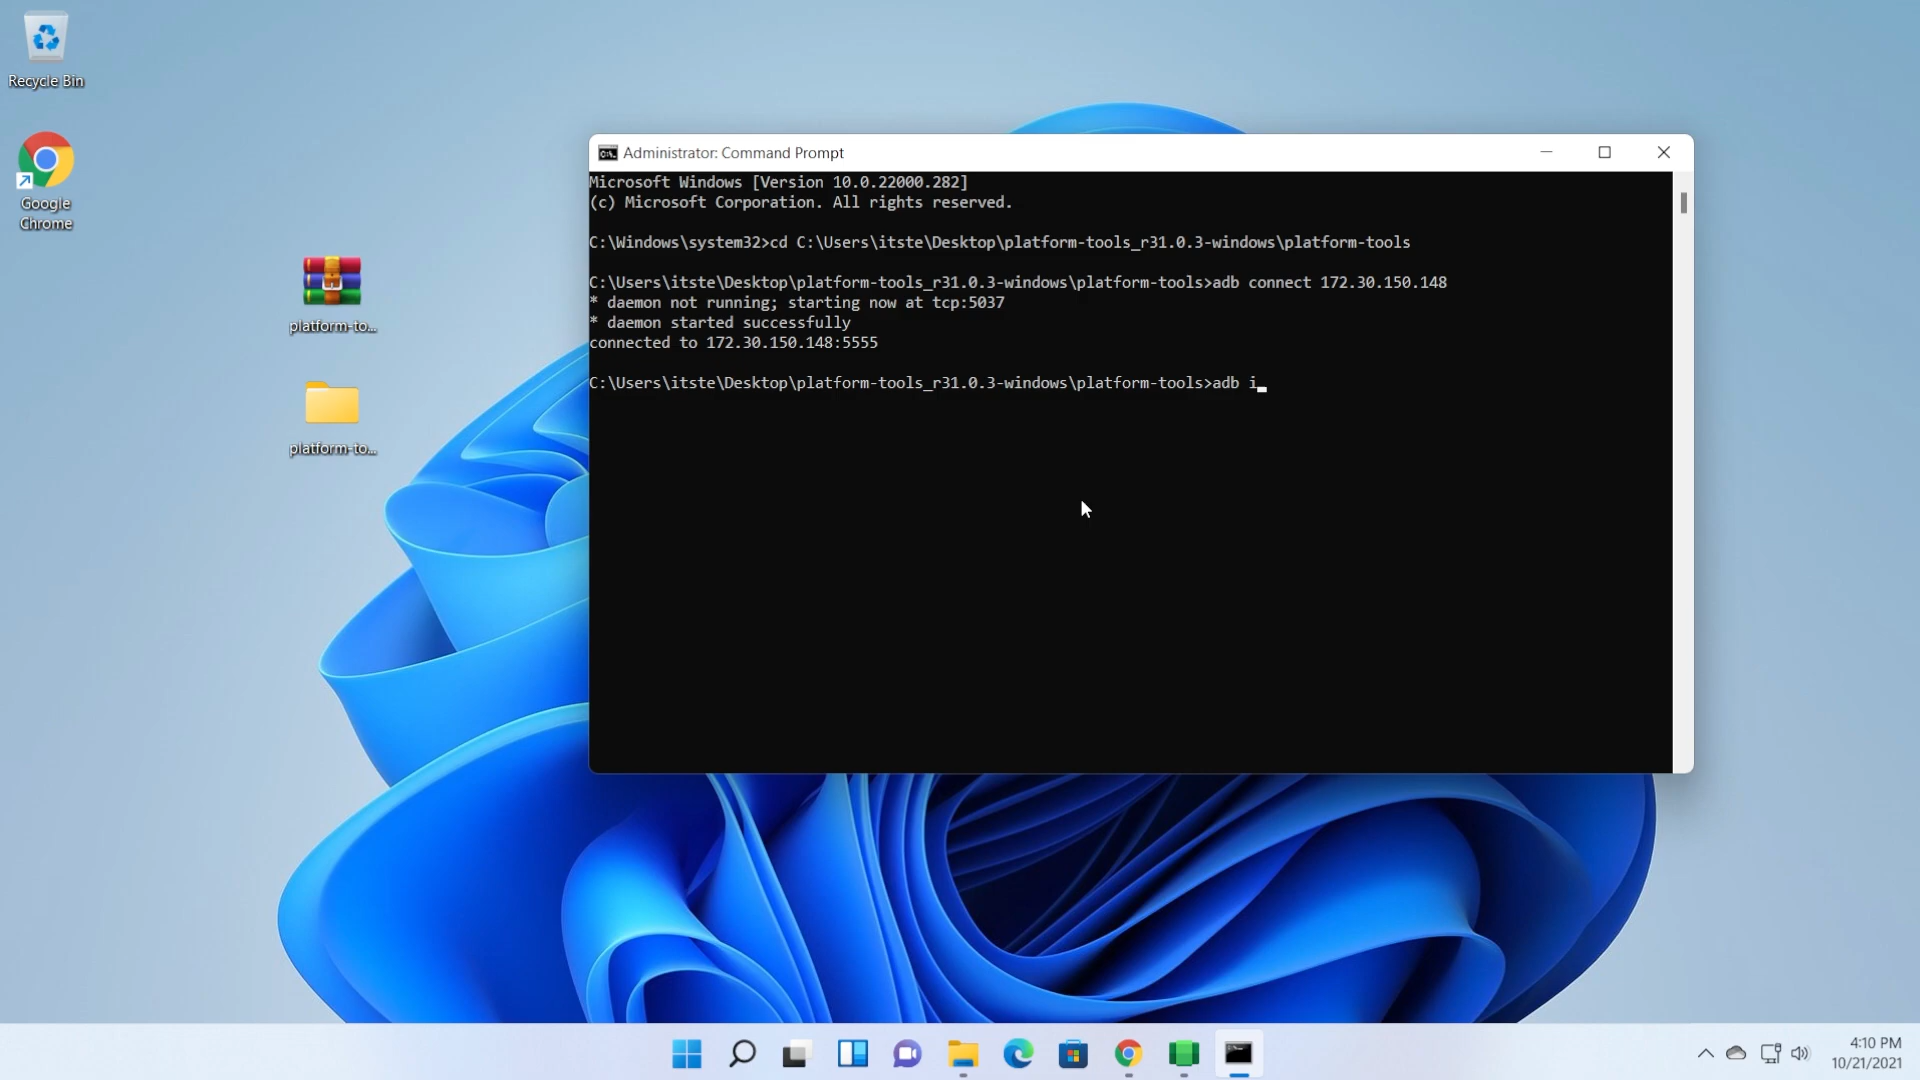 Recycle Bin
Google
Chrome
platform-to...
platform-to...
Administrator: Command Prompt
Microsoft Windows [Version 10.0.22000.282]
(c) Microsoft Corporation. All rights reserved.
C:\Windows\system32>cd C:\Users\itste\Desktop\platform-tools_r31.0.3-windows\platform-tools
C:\Users\itste\Desktop\platform-tools_r31.0.3-windows\platform-tools>adb connect 172.30.150.148
* daemon not running; starting now at tcp:5037
* daemon started successfully
connected to 172.30.150.148:5555
C:\Users\itste\Desktop\platform-tools_r31.0.3-windows\platform-tools>adb i
4:10 PM
10/21/2021